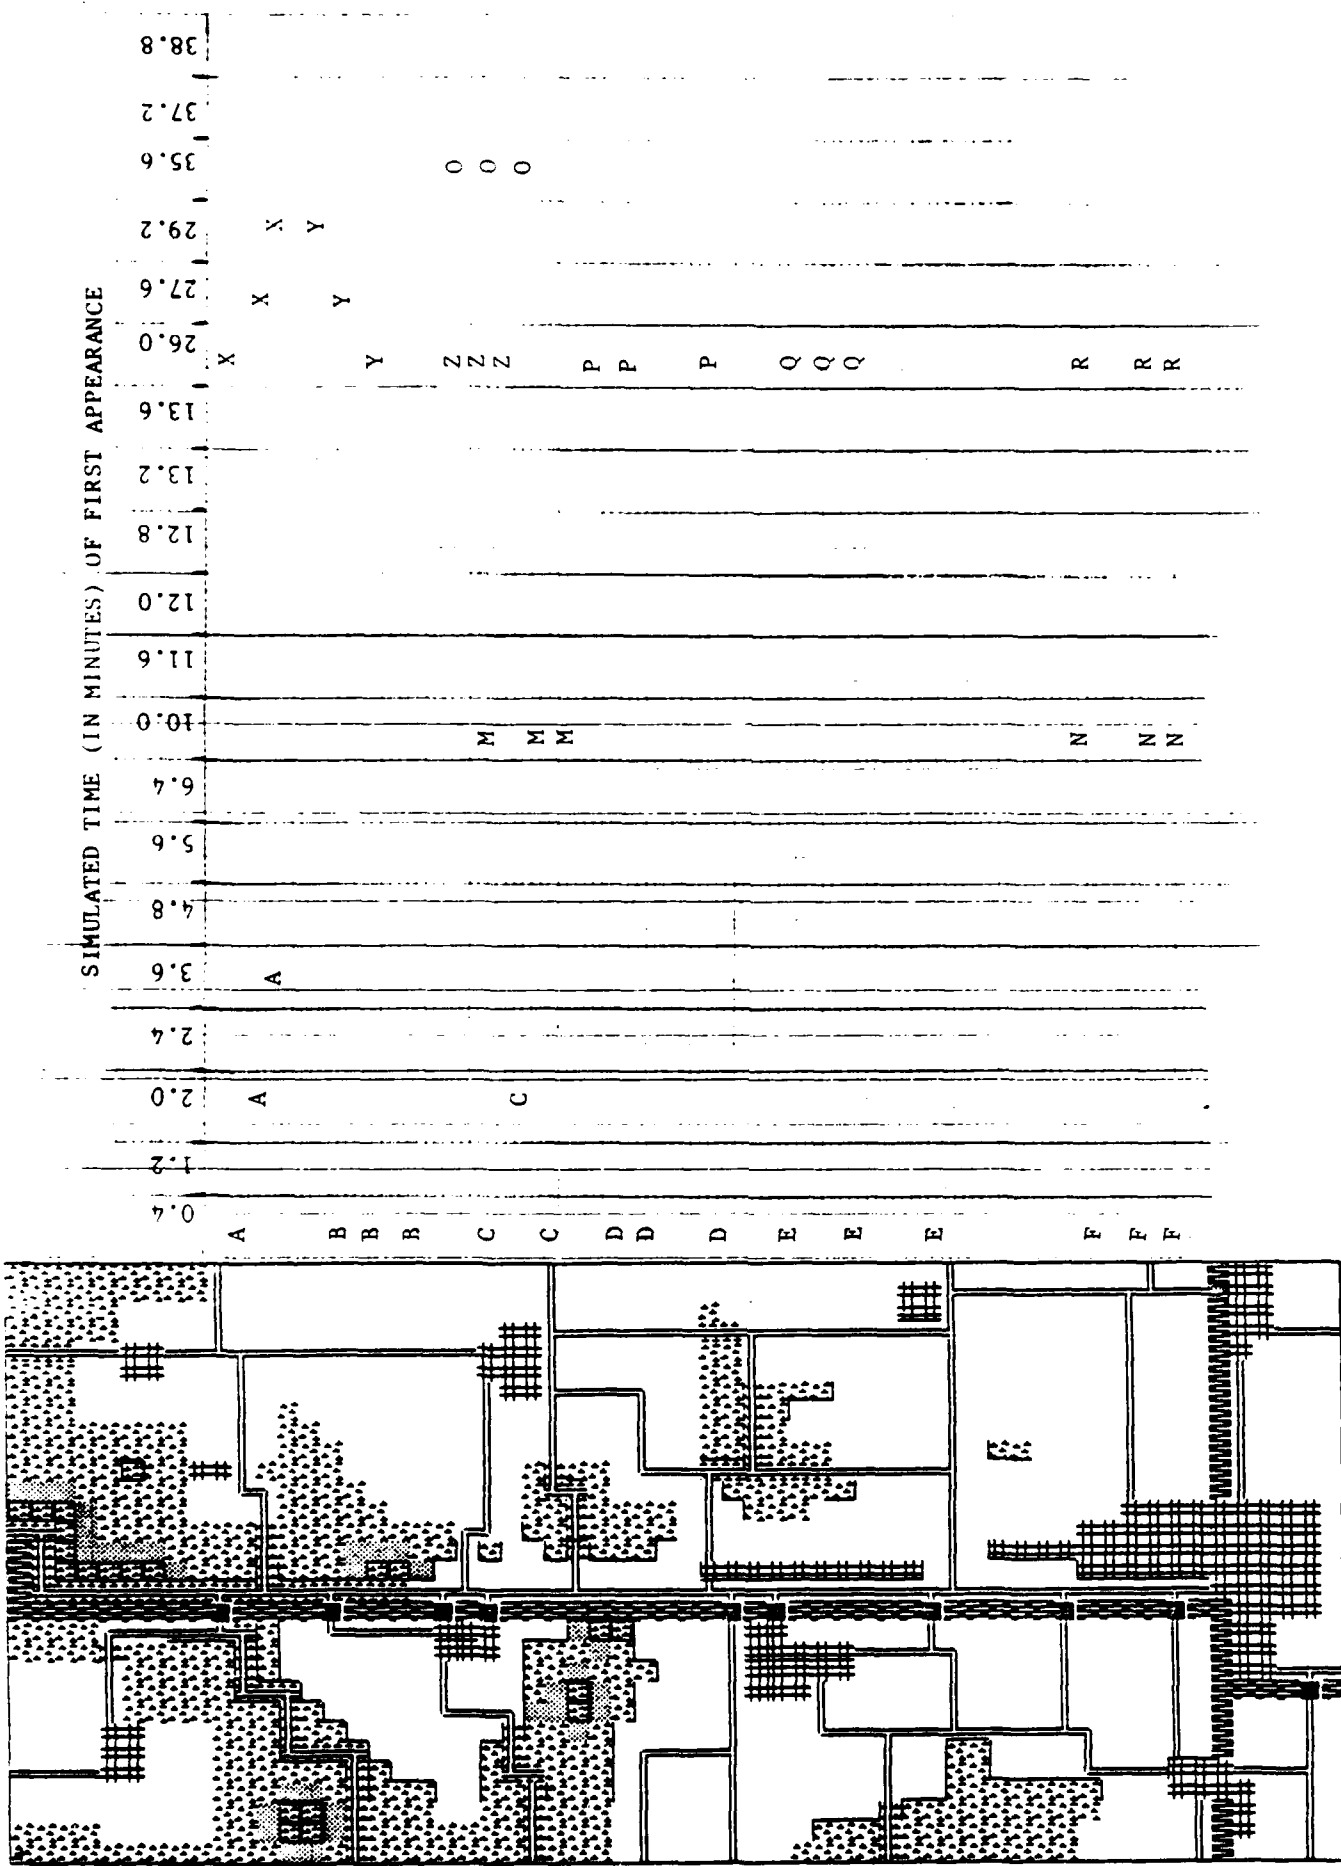 SIMULATED TIME (IN MINUTES) OF FIRST APPEARANCE
38.8
37.2
35.6
O O O
29.2
X Y
27.6
X Y
26.0
X Y Z Z Z P P P Q Q Q R R R
13.6
13.2
12.8
12.0
11.6
10.0
M M M N N N
6.4
5.6
4.8
3.6
A
2.4
2.0
A C
1.2
0.4
A B B B C C D D D E E E F F F